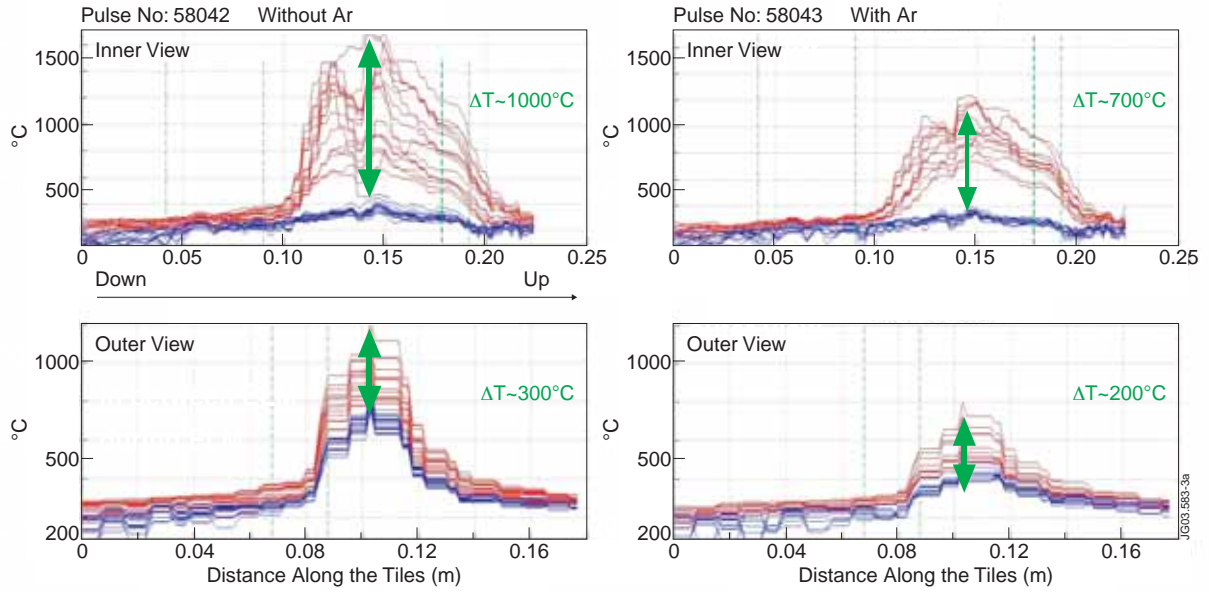 Pulse No: 58042 Without Ar
Inner View
ΔT~1000°C
°C
1500
1000
500
0 0.05 0.10 0.15 0.20 0.25
Down Up
Outer View
ΔT~300°C
°C
1000
500
200
0 0.04 0.08 0.12 0.16
Distance Along the Tiles (m)
Pulse No: 58043 With Ar
Inner View
ΔT~700°C
°C
1500
1000
500
0 0.05 0.10 0.15 0.20 0.25
Outer View
ΔT~200°C
°C
1000
500
200
0 0.04 0.08 0.12 0.16
Distance Along the Tiles (m)
JG03.583-3a